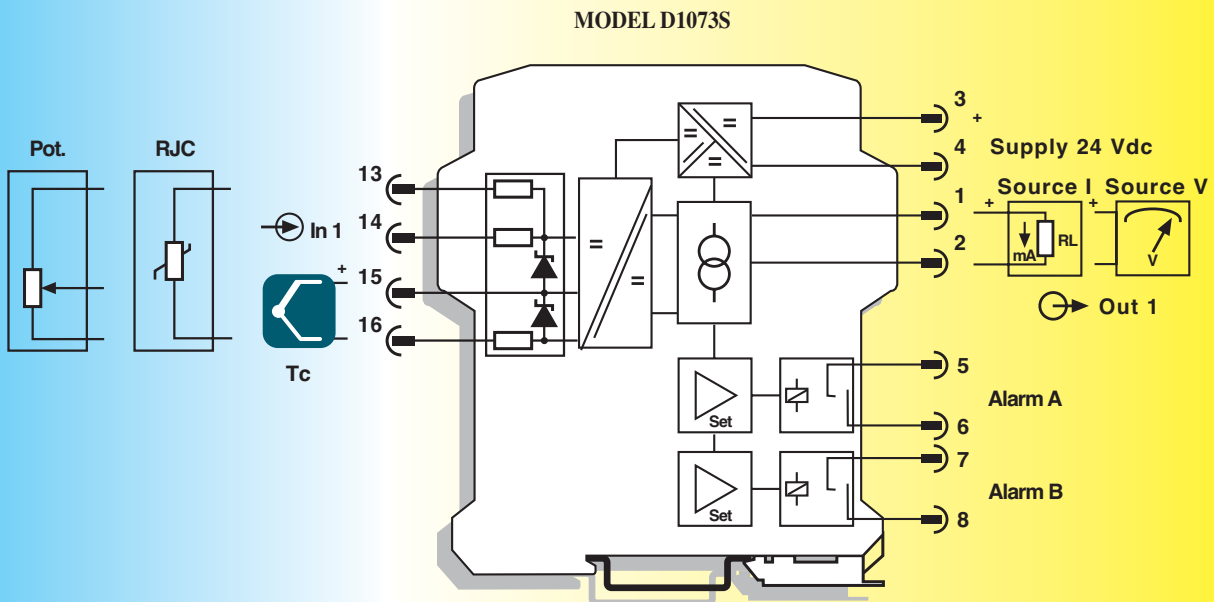 MODEL D1073S
Pot.
RJC
In 1
+
Tc
13
14
15
16
=
=
=
=
=
3
+
4
Supply 24 Vdc
1
2
Source I
Source V
+
mA
RL
+
V
Out 1
Set
5
Alarm A
6
Set
7
Alarm B
8